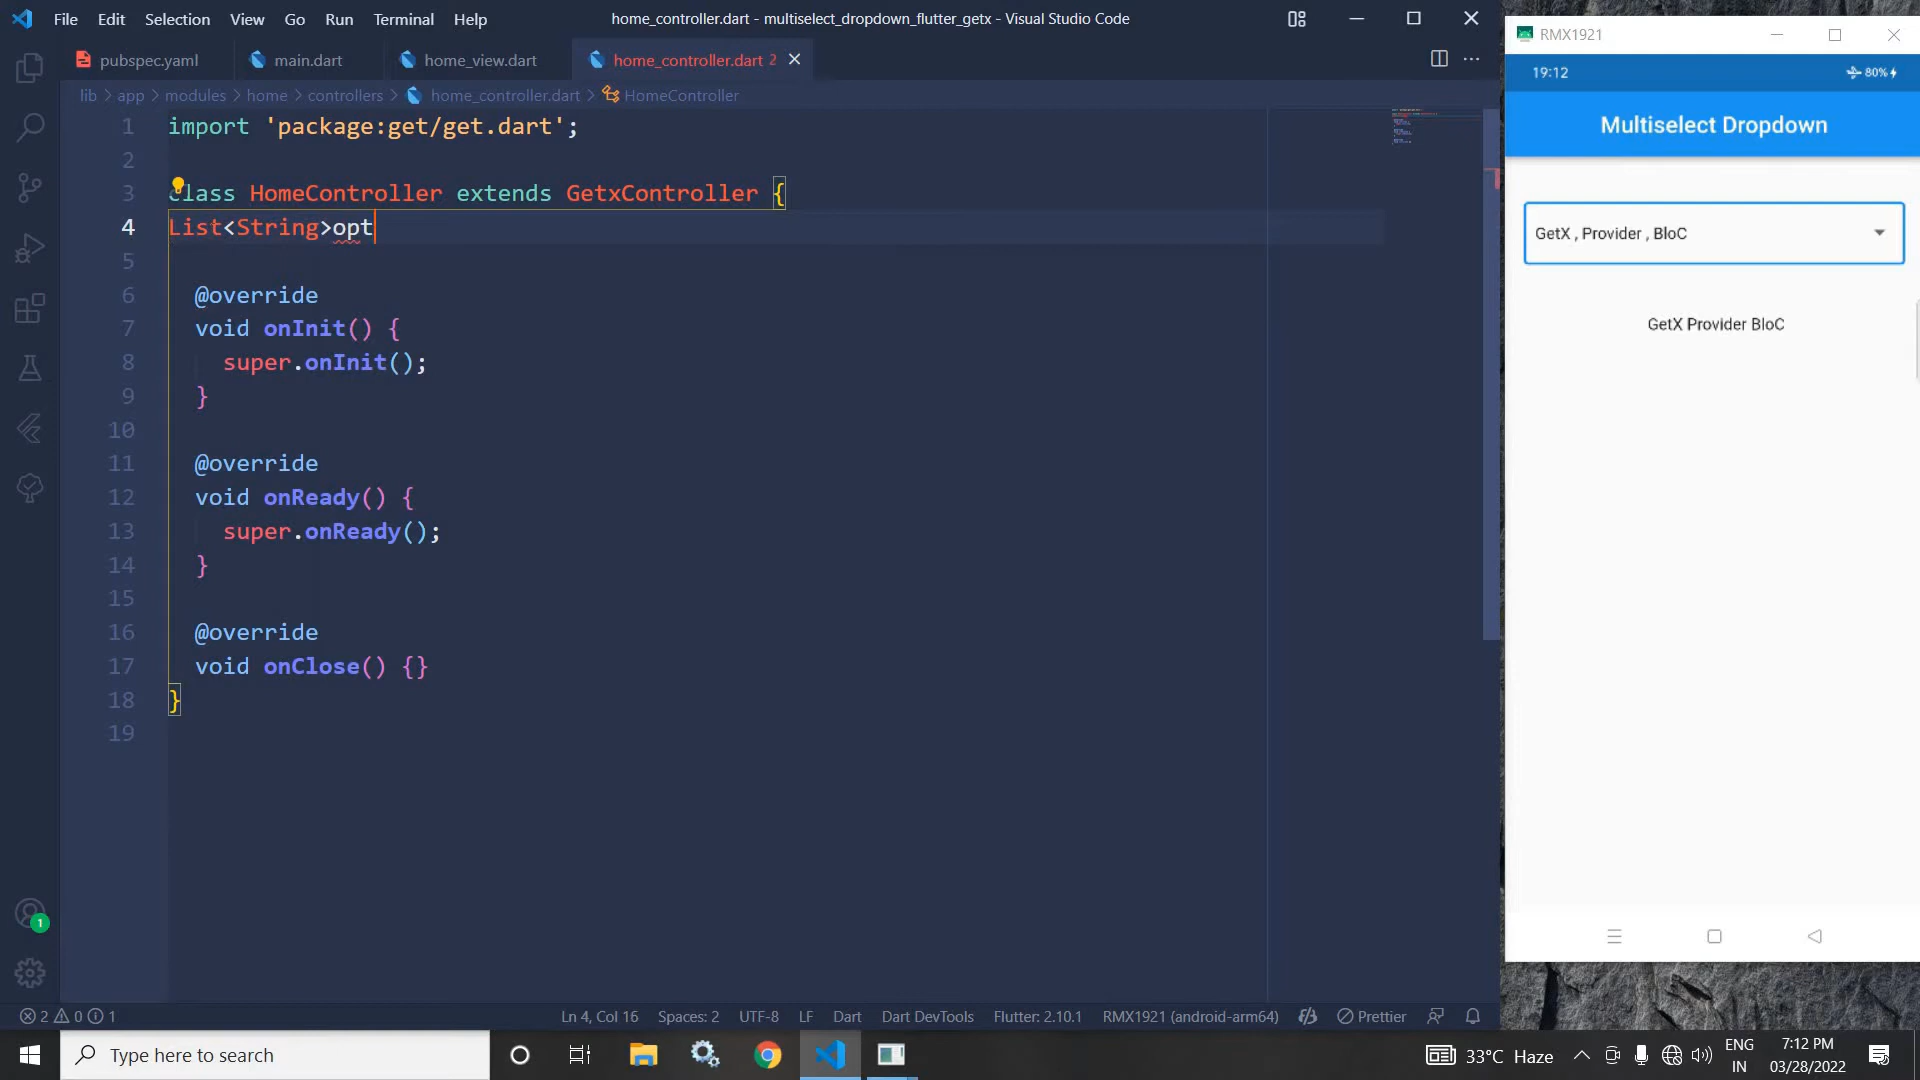 File Edit Selection View Go Run Terminal Help
home_controller.dart - multiselect_dropdown_flutter_getx - Visual Studio Code
pubspec.yaml
main.dart
home_view.dart
home_controller.dart 2
lib > app > modules > home > controllers > home_controller.dart > HomeController
1 import 'package:get/get.dart';
2
3 class HomeController extends GetxController {
4 List<String>opt
5
6 @override
7 void onInit() {
8 super.onInit();
9 }
10
11 @override
12 void onReady() {
13 super.onReady();
14 }
15
16 @override
17 void onClose() {}
18 }
19
1
2 0 1
Ln 4, Col 16 Spaces: 2 UTF-8 LF Dart Dart DevTools Flutter: 2.10.1 RMX1921 (android-arm64) Prettier
RMX1921
19:12
80%
Multiselect Dropdown
GetX , Provider , BloC
GetX Provider BloC
Type here to search
33°C Haze
ENG
IN
7:12 PM
03/28/2022